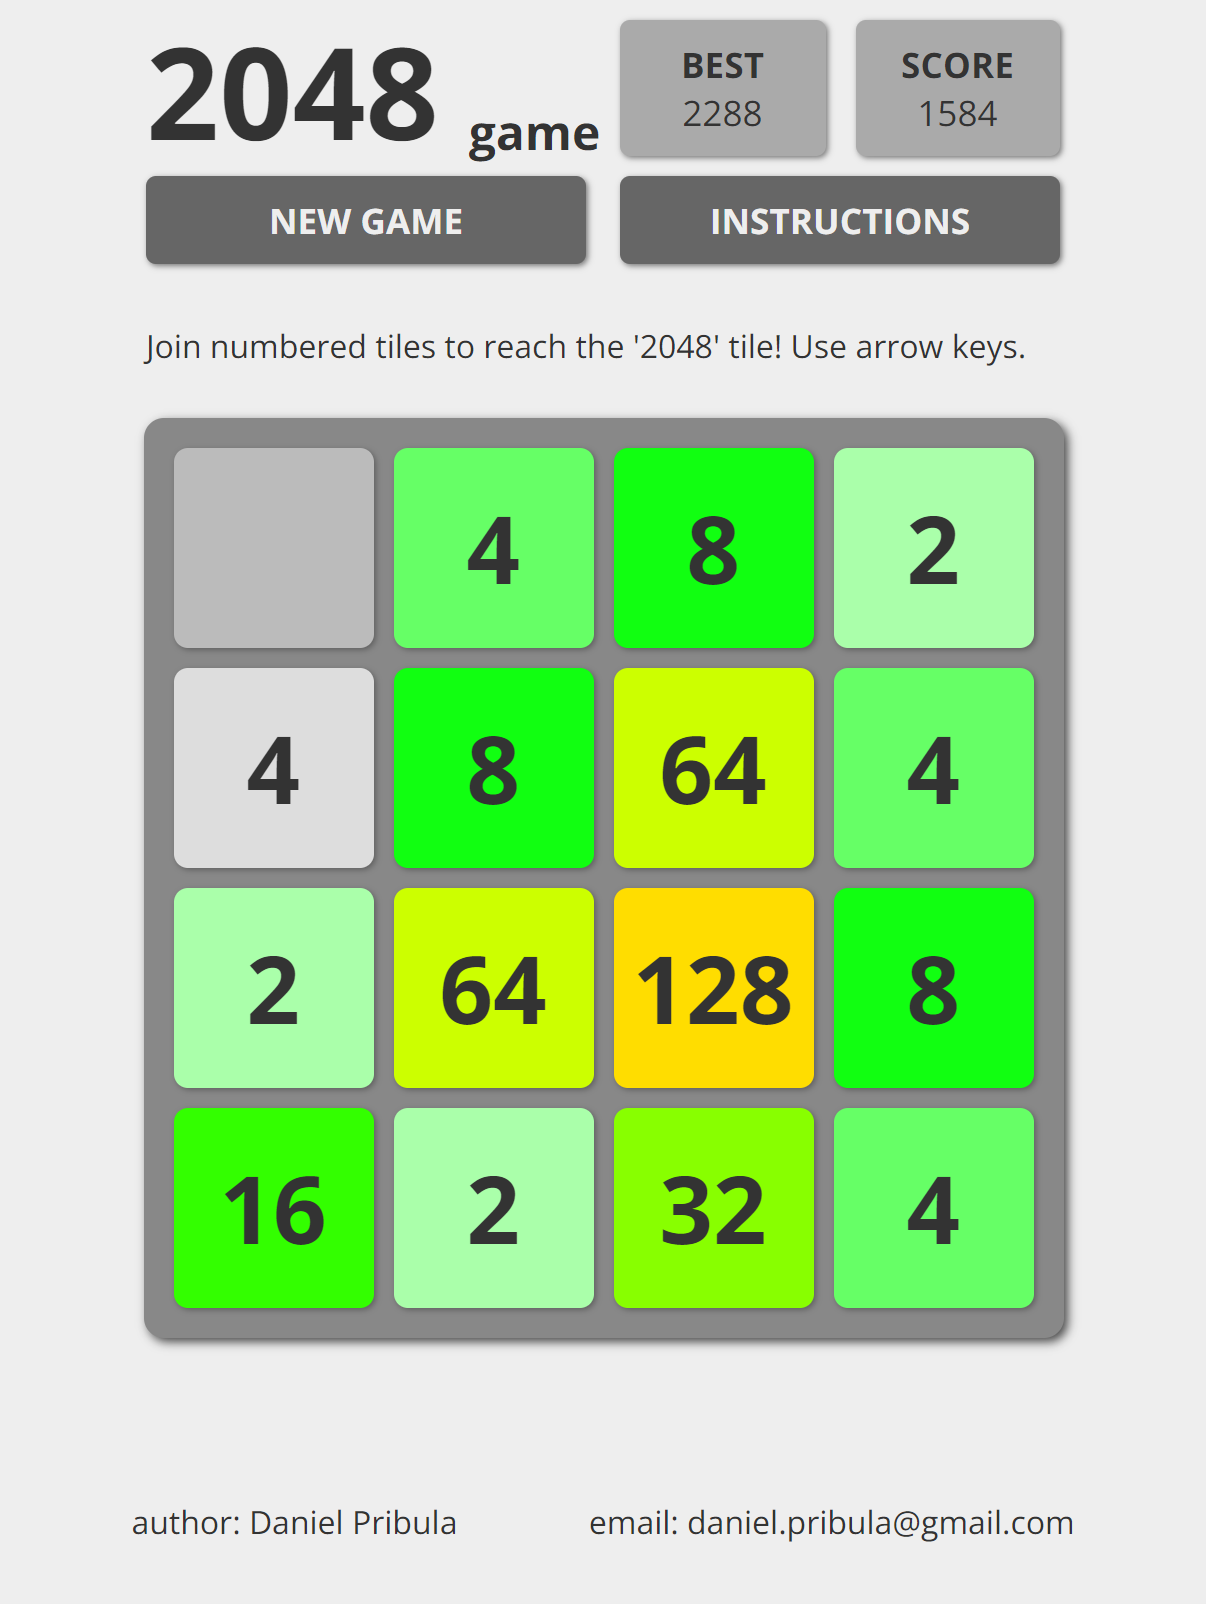 2048 game
BEST
2288
SCORE
1584
NEW GAME
INSTRUCTIONS
Join numbered tiles to reach the '2048' tile! Use arrow keys.
4 8 2
4 8 64 4
2 64 128 8
16 2 32 4
author: Daniel Pribula
email: daniel.pribula@gmail.com